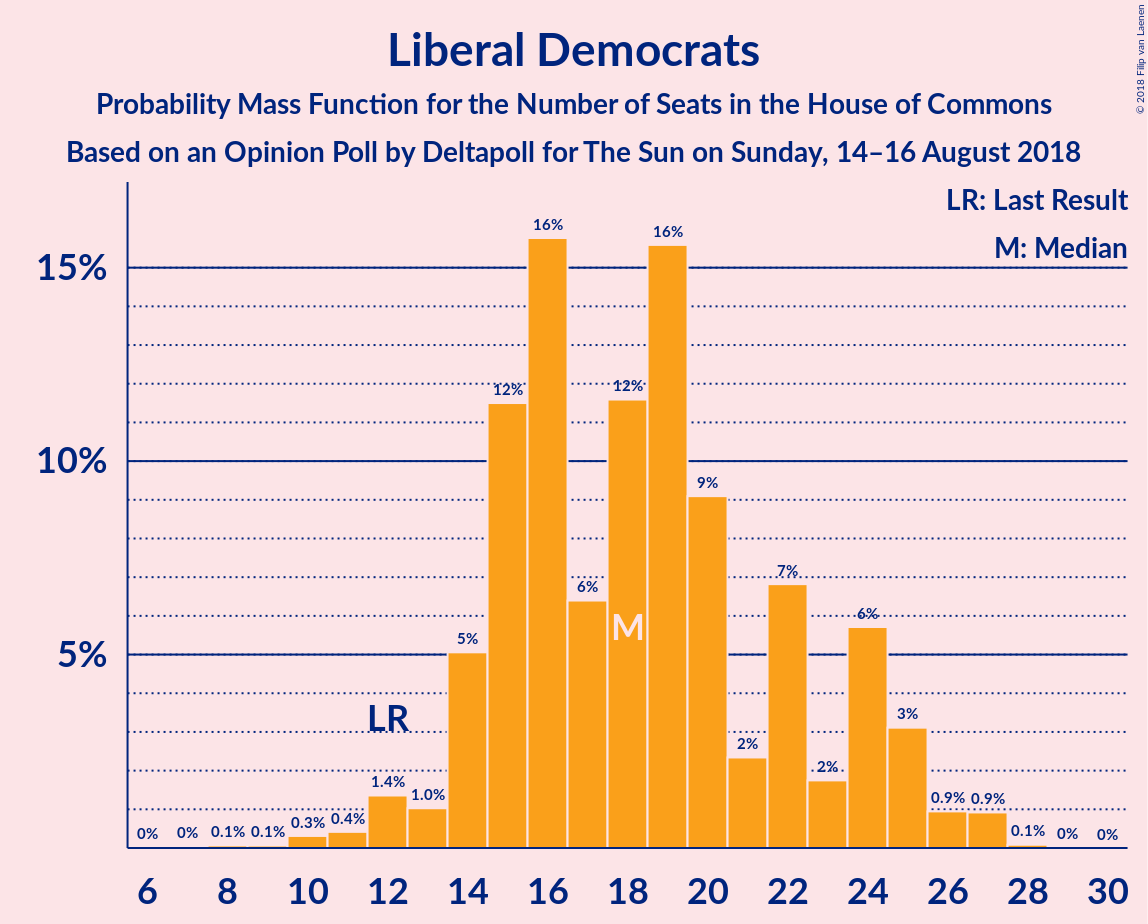 © 2018 Filip van Laenen
Liberal Democrats
Probability Mass Function for the Number of Seats in the House of Commons
Based on an Opinion Poll by Deltapoll for The Sun on Sunday, 14–16 August 2018
LR: Last Result
M: Median
15%
10%
5%
0% 0% 0.1% 0.1% 0.3% 0.4% 1.4% 1.0% 5% 12% 16% 6% 12% 16% 9% 2% 7% 2% 6% 3% 0.9% 0.9% 0.1% 0% 0%
LR
M
6 8 10 12 14 16 18 20 22 24 26 28 30